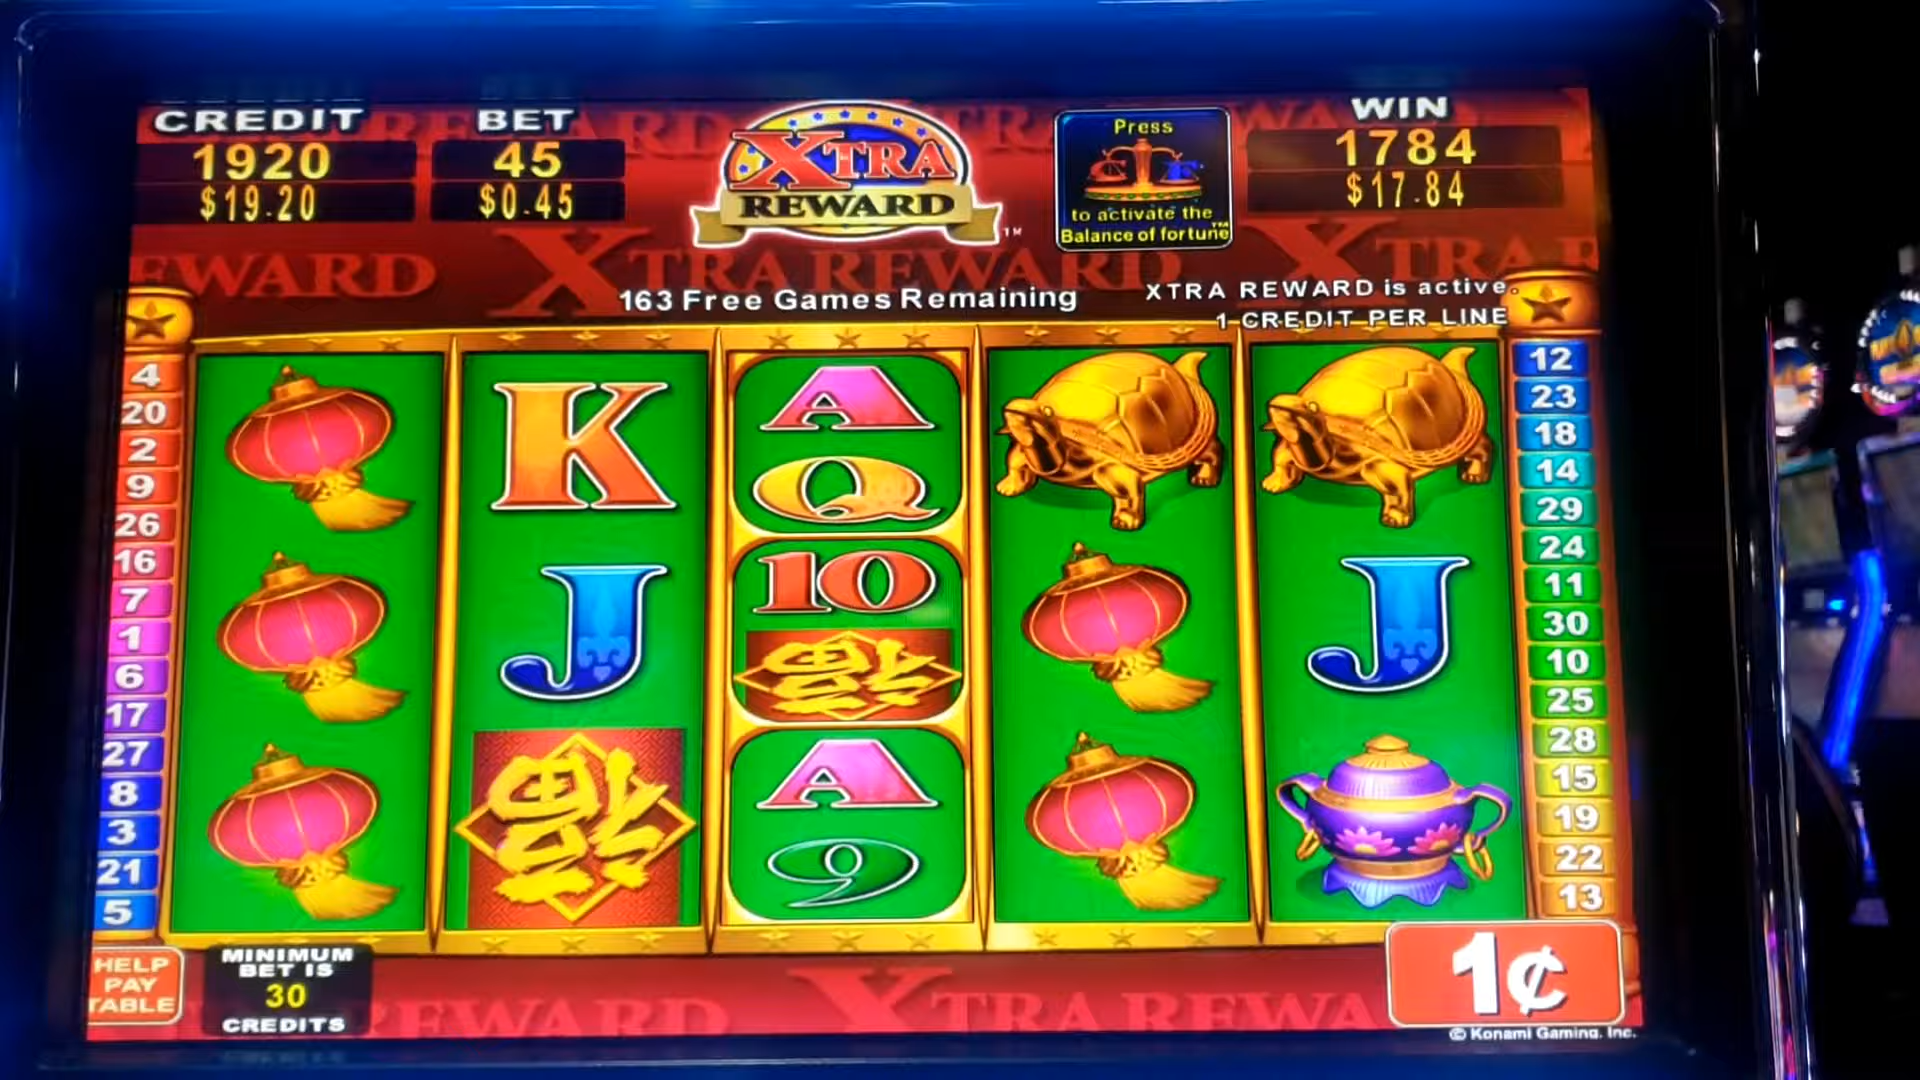 CREDIT
1920
$19.20
BET
45
$0.45
XTRA
REWARD
TM
Press
C F
to activate the
Balance of fortune™
WIN
1784
$17.84
163 Free Games Remaining
XTRA REWARD is active.
1 CREDIT PER LINE
4
20
2
9
26
16
7
1
6
17
27
8
3
21
5
K
J
福
A
Q
10
福
A
9
J
12
23
18
14
29
24
11
30
10
25
28
15
19
22
13
HELP
PAY
TABLE
MINIMUM
BET IS
30
CREDITS
1¢
© Konami Gaming, Inc.